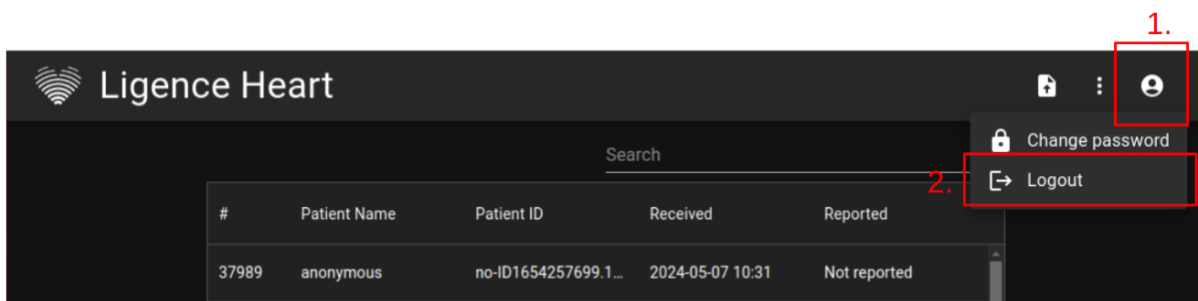 1.
Ligence Heart
Change password
Search
2.
Logout
# Patient Name Patient ID Received Reported
37989 anonymous no-ID1654257699.1... 2024-05-07 10:31 Not reported